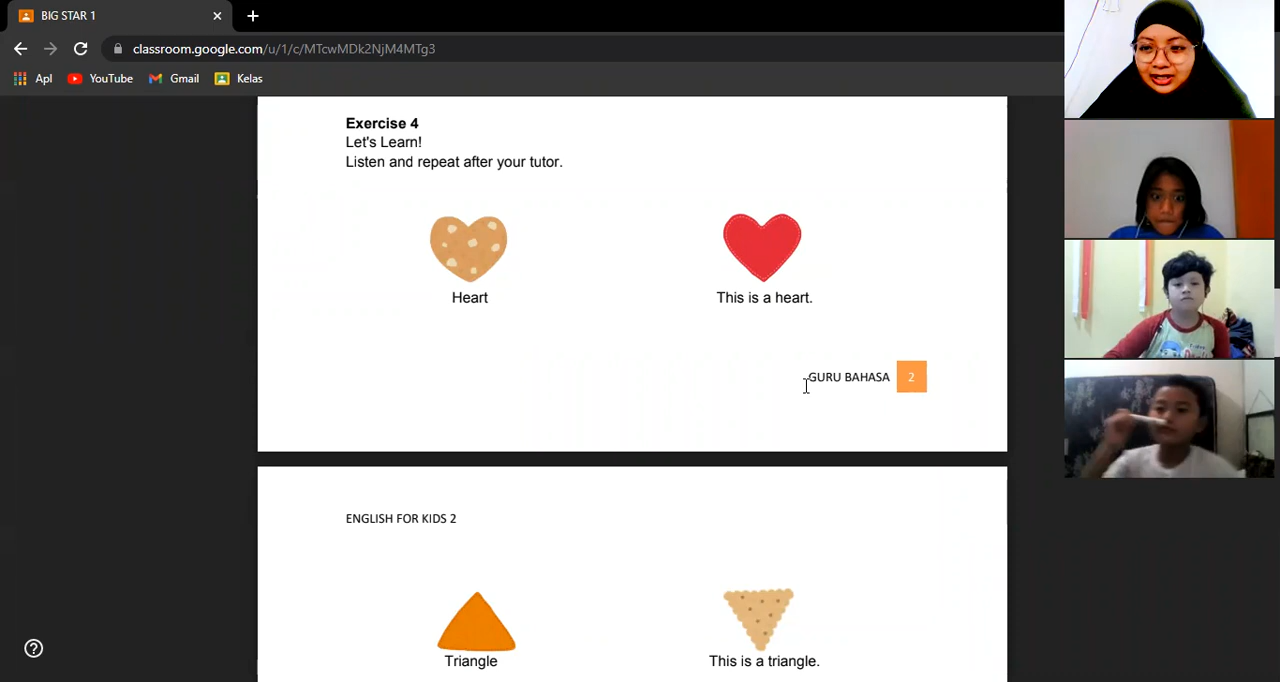 BIG STAR 1
classroom.google.com/u/1/c/MTcwMDk2NjM4MTg3
Apl YouTube Gmail Kelas
Exercise 4
Let's Learn!
Listen and repeat after your tutor.
Heart This is a heart.
GURU BAHASA 2
ENGLISH FOR KIDS 2
Triangle This is a triangle.